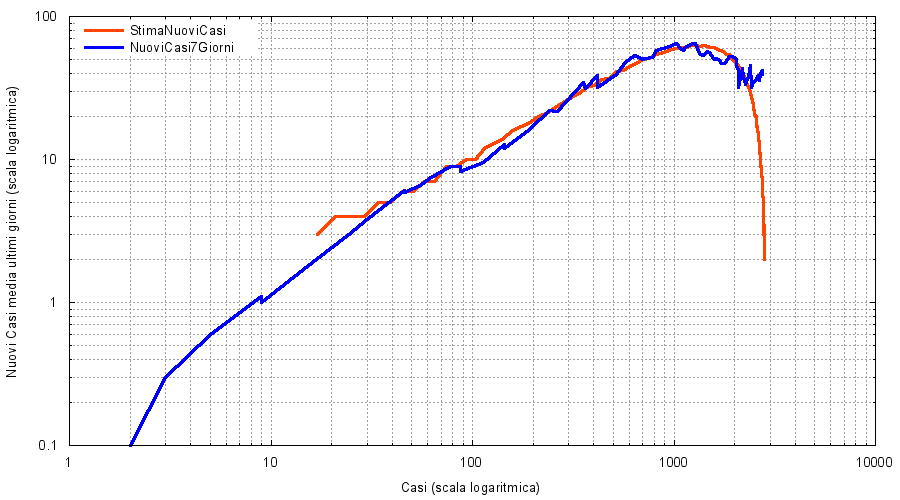 100
StimaNuoviCasi
NuoviCasi7Giorni
10
1
0.1
Nuovi Casi media ultimi giorni (scala logaritmica)
1 10 100 1000 10000
Casi (scala logaritmica)